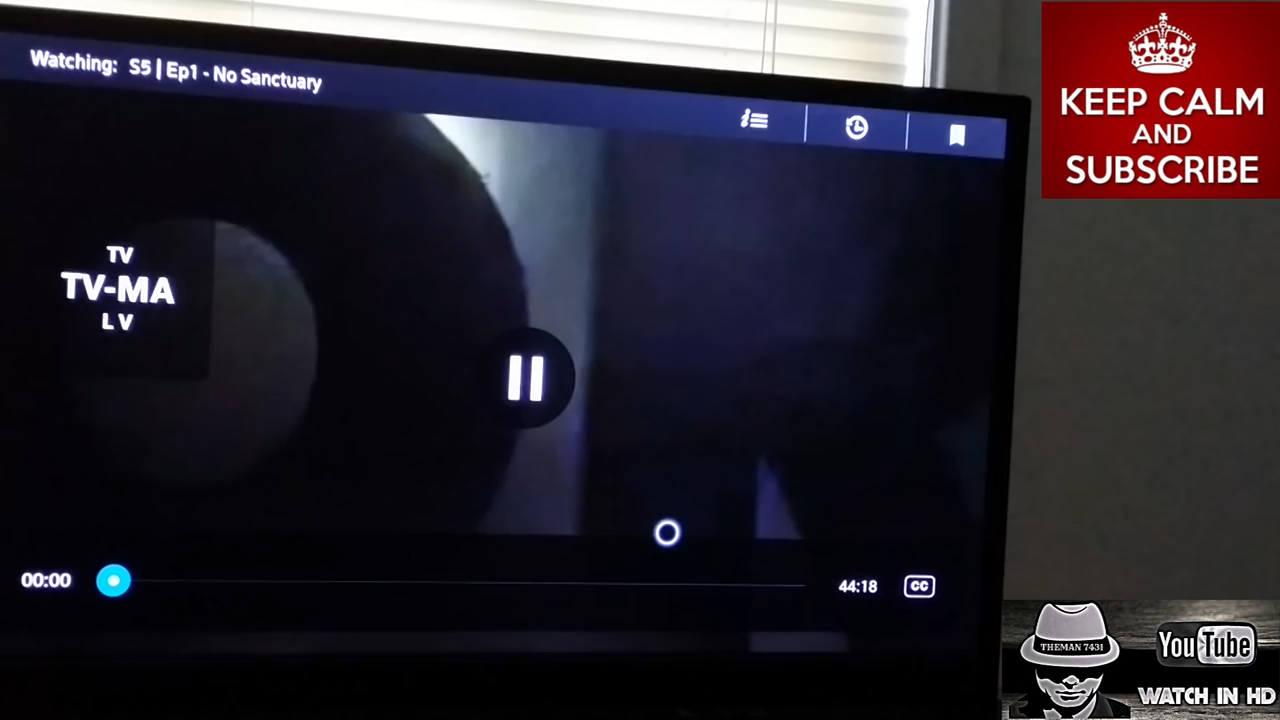 Watching: S5 | Ep1 - No Sanctuary
KEEP CALM
AND
SUBSCRIBE
TV
TV-MA
L V
00:00
44:18
CC
THEMAN 7431
YouTube
WATCH IN HD